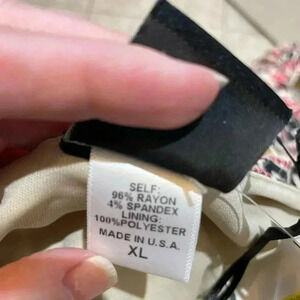 SELF:
96% RAYON
4% SPANDEX
LINING:
100%POLYESTER
MADE IN U.S.A.
XL